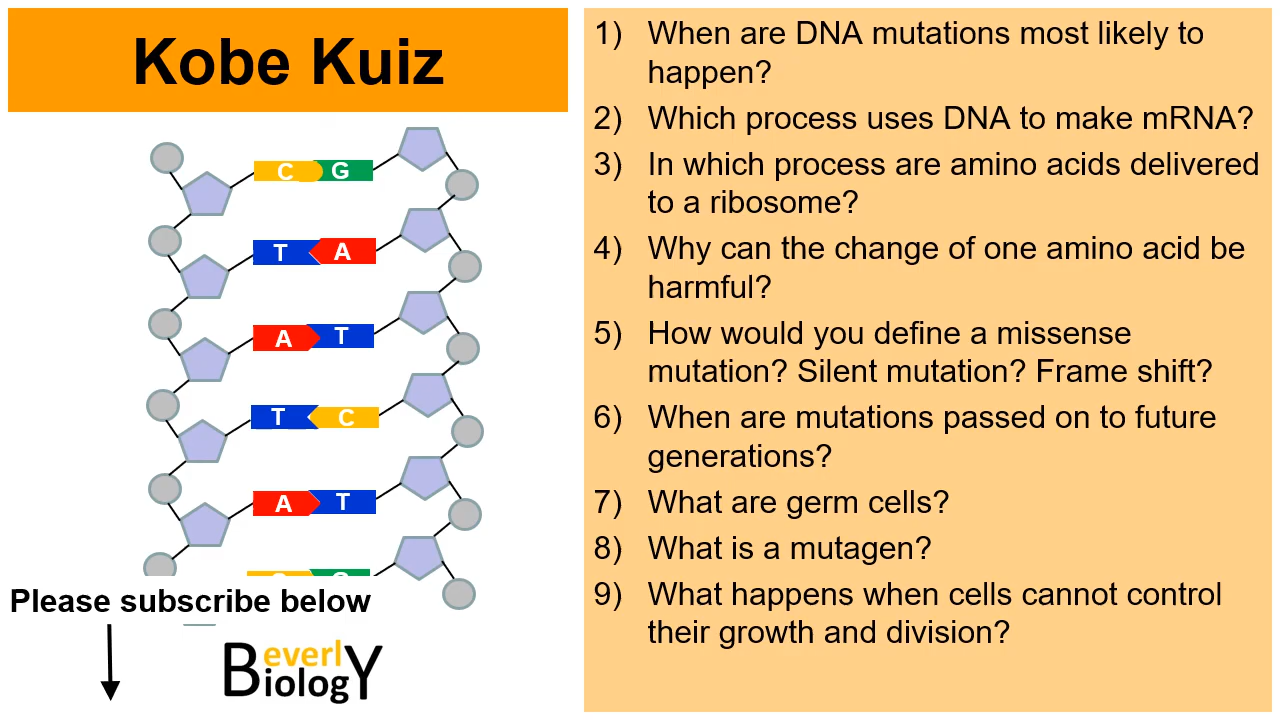 Kobe Kuiz
C G
T A
A T
T C
A T
Please subscribe below
Beverly
BiologY
1) When are DNA mutations most likely to
happen?
2) Which process uses DNA to make mRNA?
3) In which process are amino acids delivered
to a ribosome?
4) Why can the change of one amino acid be
harmful?
5) How would you define a missense
mutation? Silent mutation? Frame shift?
6) When are mutations passed on to future
generations?
7) What are germ cells?
8) What is a mutagen?
9) What happens when cells cannot control
their growth and division?